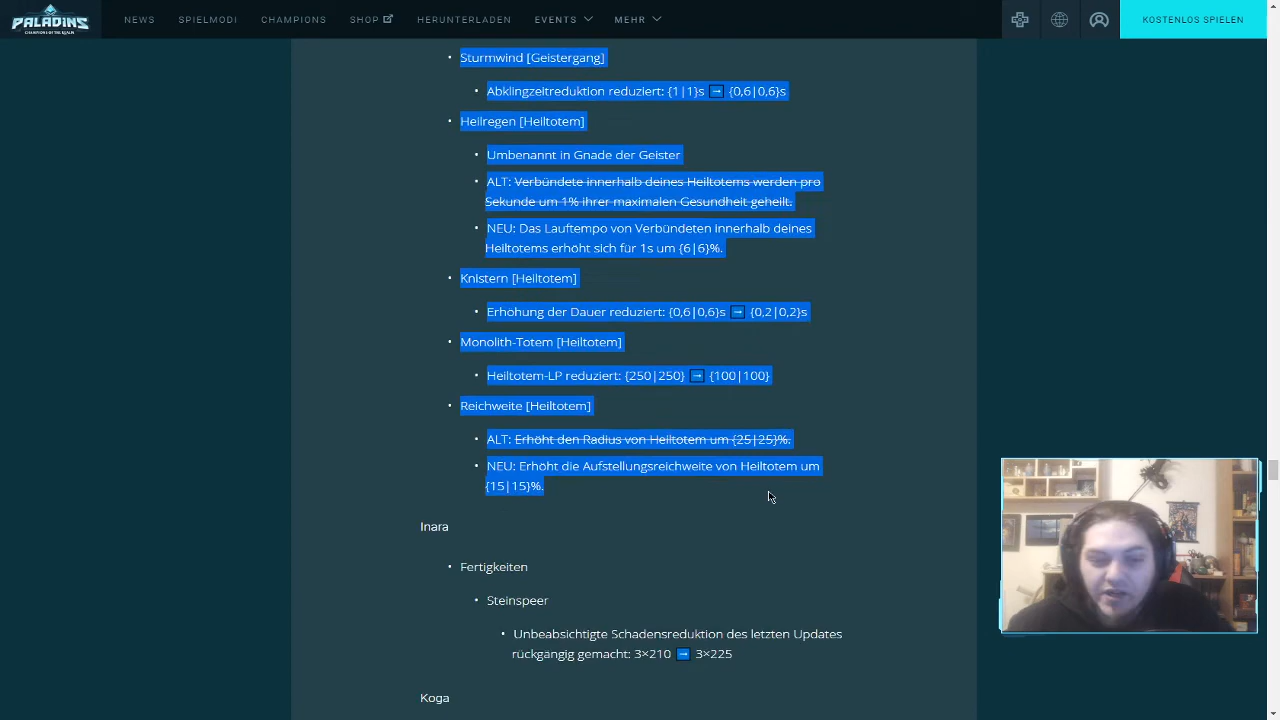 PALADINS
CHAMPIONS OF THE REALM
NEWS
SPIELMODI
CHAMPIONS
SHOP
HERUNTERLADEN
EVENTS
MEHR
KOSTENLOS SPIELEN
• Sturmwind [Geistergang]
• Abklingzeitreduktion reduziert: {1|1}s ➡ {0,6|0,6}s
• Heilregen [Heiltotem]
• Umbenannt in Gnade der Geister
• ALT: Verbündete innerhalb deines Heiltotems werden pro
Sekunde um 1% ihrer maximalen Gesundheit geheilt.
• NEU: Das Lauftempo von Verbündeten innerhalb deines
Heiltotems erhöht sich für 1s um {6|6}%.
• Knistern [Heiltotem]
• Erhöhung der Dauer reduziert: {0,6|0,6}s ➡ {0,2|0,2}s
• Monolith-Totem [Heiltotem]
• Heiltotem-LP reduziert: {250|250} ➡ {100|100}
• Reichweite [Heiltotem]
• ALT: Erhöht den Radius von Heiltotem um {25|25}%.
• NEU: Erhöht die Aufstellungsreichweite von Heiltotem um
{15|15}%.
Inara
• Fertigkeiten
• Steinspeer
• Unbeabsichtigte Schadensreduktion des letzten Updates
rückgängig gemacht: 3×210 ➡ 3×225
Koga